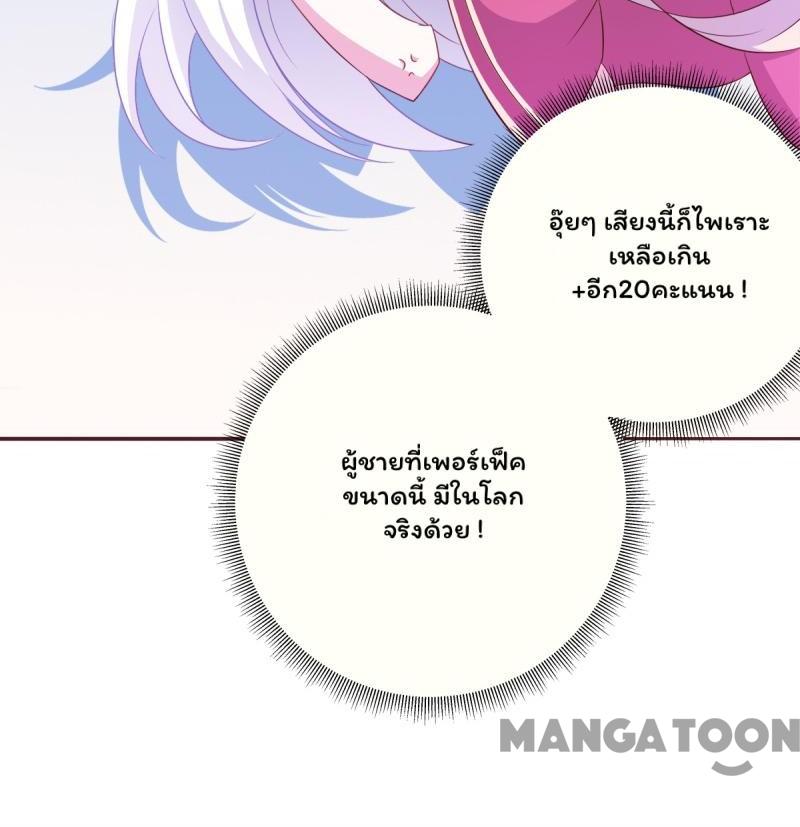 อุ๊ยๆ เสียงนี้ก็ไพเราะ
เหลือเกิน
+อีก20คะแนน !
ผู้ชายที่เพอร์เฟ็ค
ขนาดนี้ มีในโลก
จริงด้วย !
MANGATOON